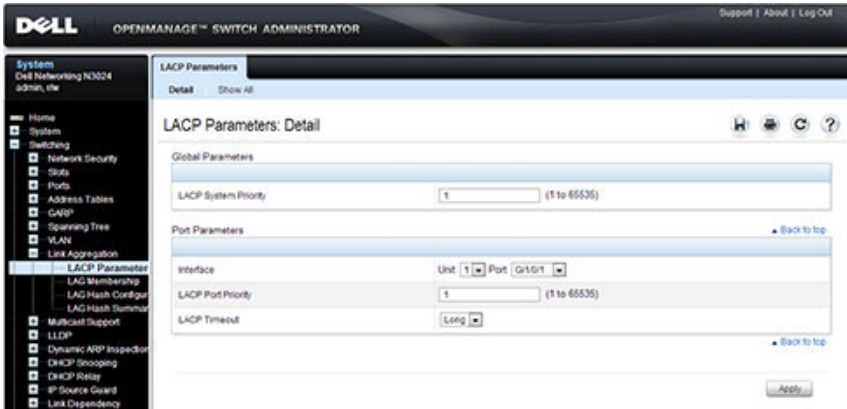 Support | About | Log Out
DELL OPENMANAGE™ SWITCH ADMINISTRATOR
System
Dell Networking N3024
admin, r/w
Home
System
Switching
Network Security
Slots
Ports
Address Tables
GARP
Spanning Tree
VLAN
Link Aggregation
LACP Parameter
LAG Membership
LAG Hash Configur
LAG Hash Summar
Multicast Support
LLDP
Dynamic ARP Inspection
DHCP Snooping
DHCP Relay
IP Source Guard
Link Dependency
LACP Parameters
Detail Show All
LACP Parameters: Detail
Global Parameters
LACP System Priority 1 (1 to 65535)
Port Parameters Back to top
Interface Unit 1 Port Gi1/0/1
LACP Port Priority 1 (1 to 65535)
LACP Timeout Long
Back to top
Apply